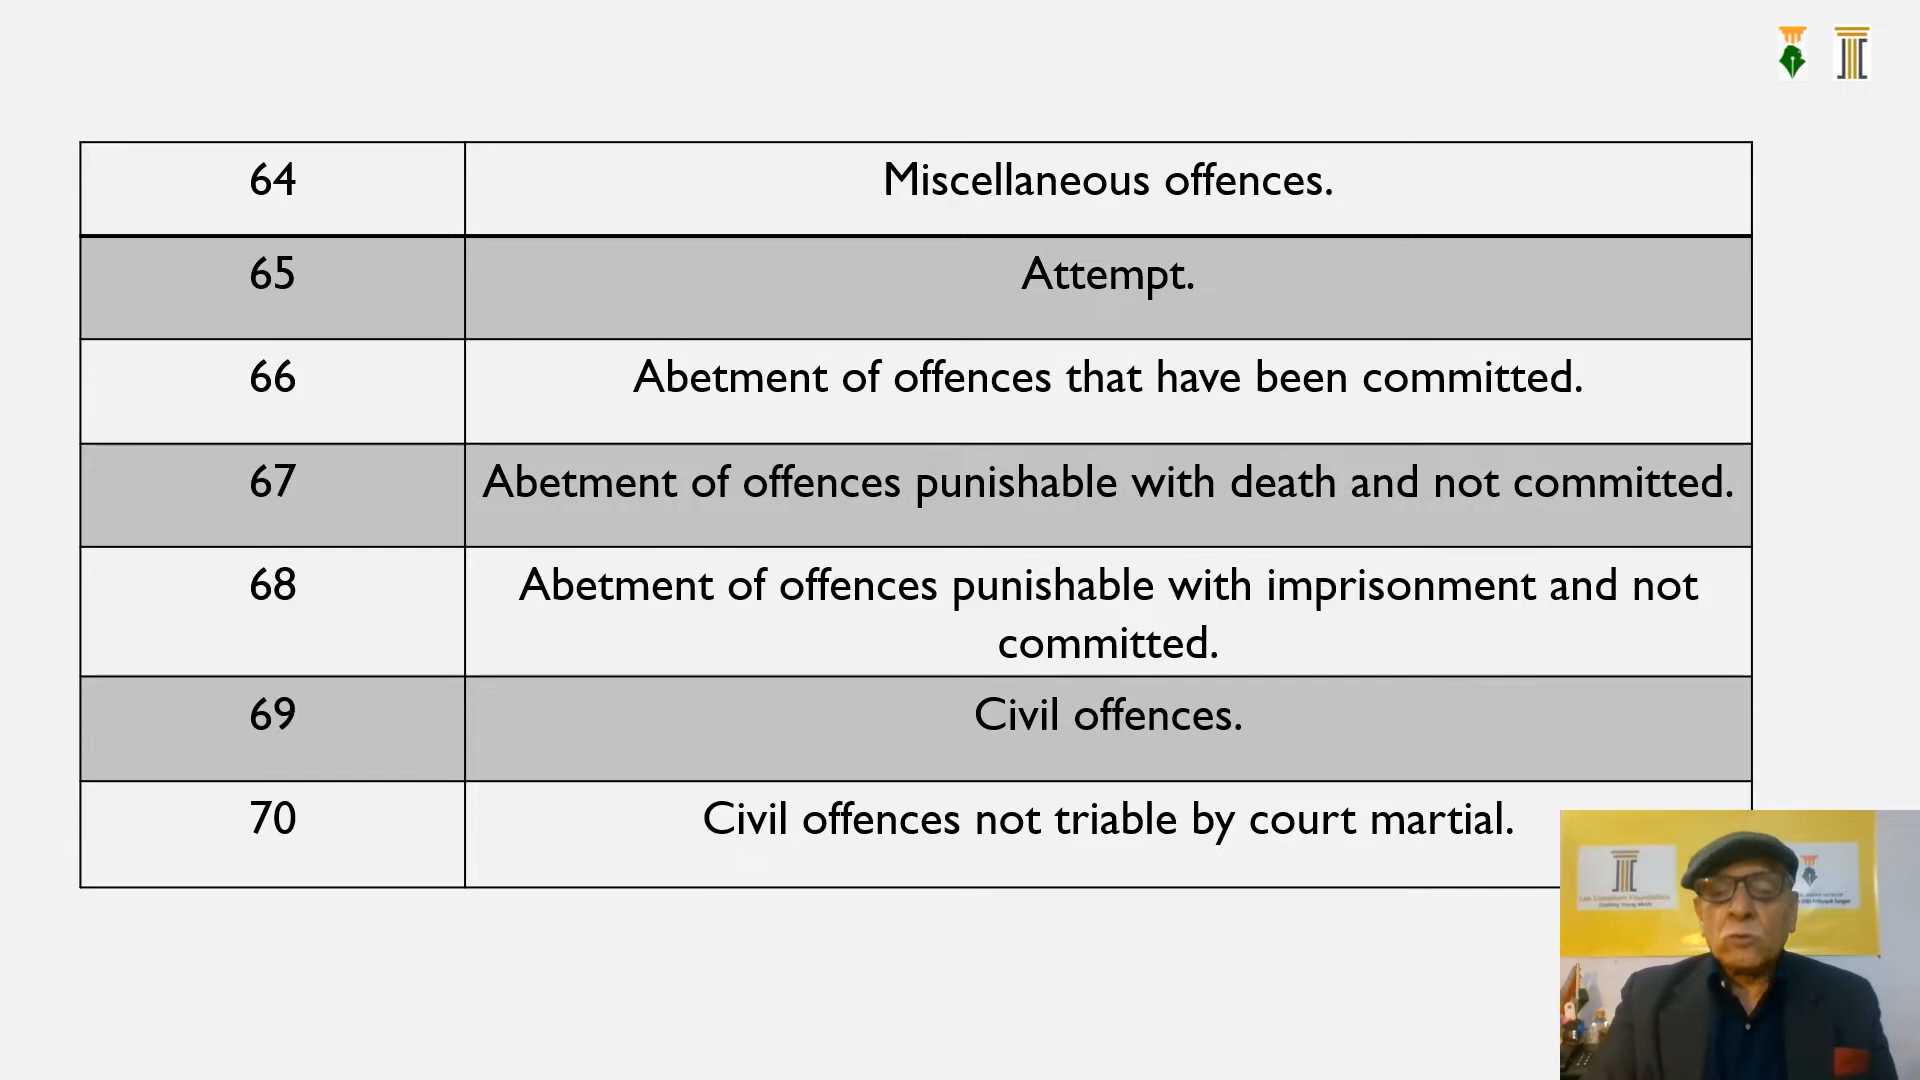 64
Miscellaneous offences.
65
Attempt.
66
Abetment of offences that have been committed.
67
Abetment of offences punishable with death and not committed.
68
Abetment of offences punishable with imprisonment and not
committed.
69
Civil offences.
70
Civil offences not triable by court martial.